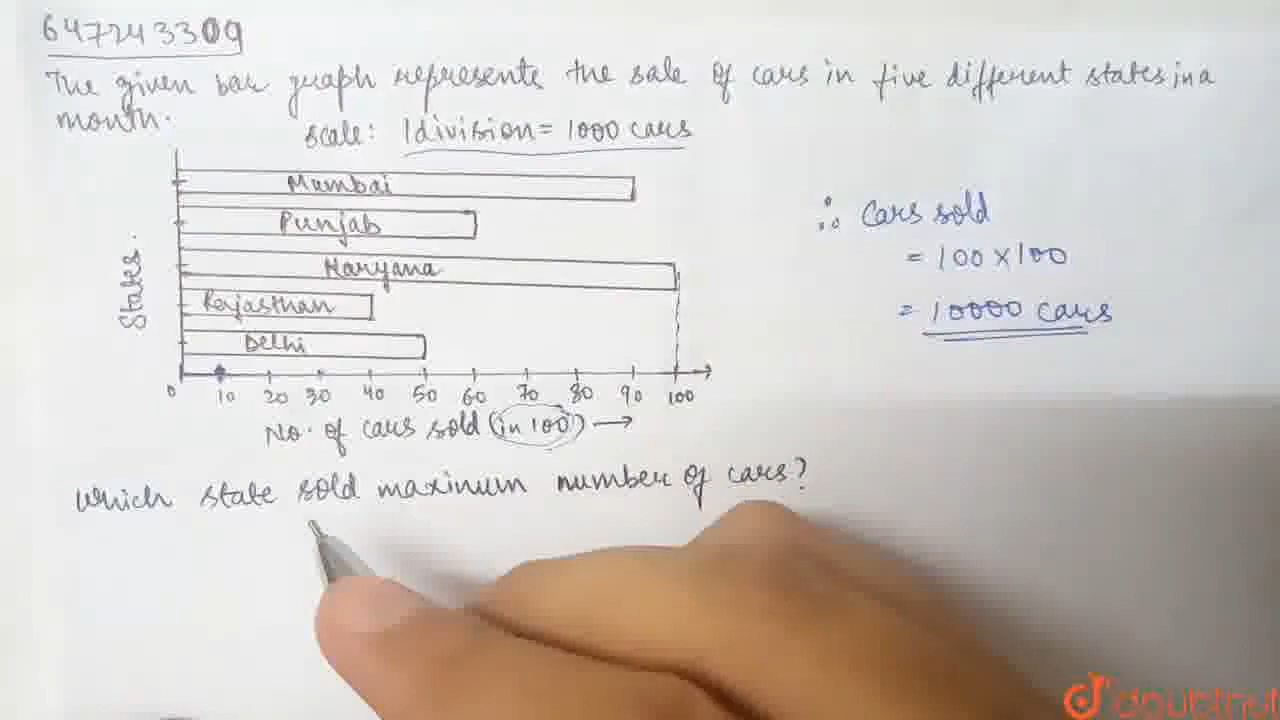 647243309
The given bar graph represents the sale of cars in five different states in a
month.
scale: 1 division = 1000 cars
Mumbai
Punjab
Haryana
Rajasthan
Delhi
States.
0 10 20 30 40 50 60 70 80 90 100
No. of cars sold (in 100) →
∴ Cars sold
= 100 × 100
= 10000 cars
Which state sold maximum number of cars?
doubtnut